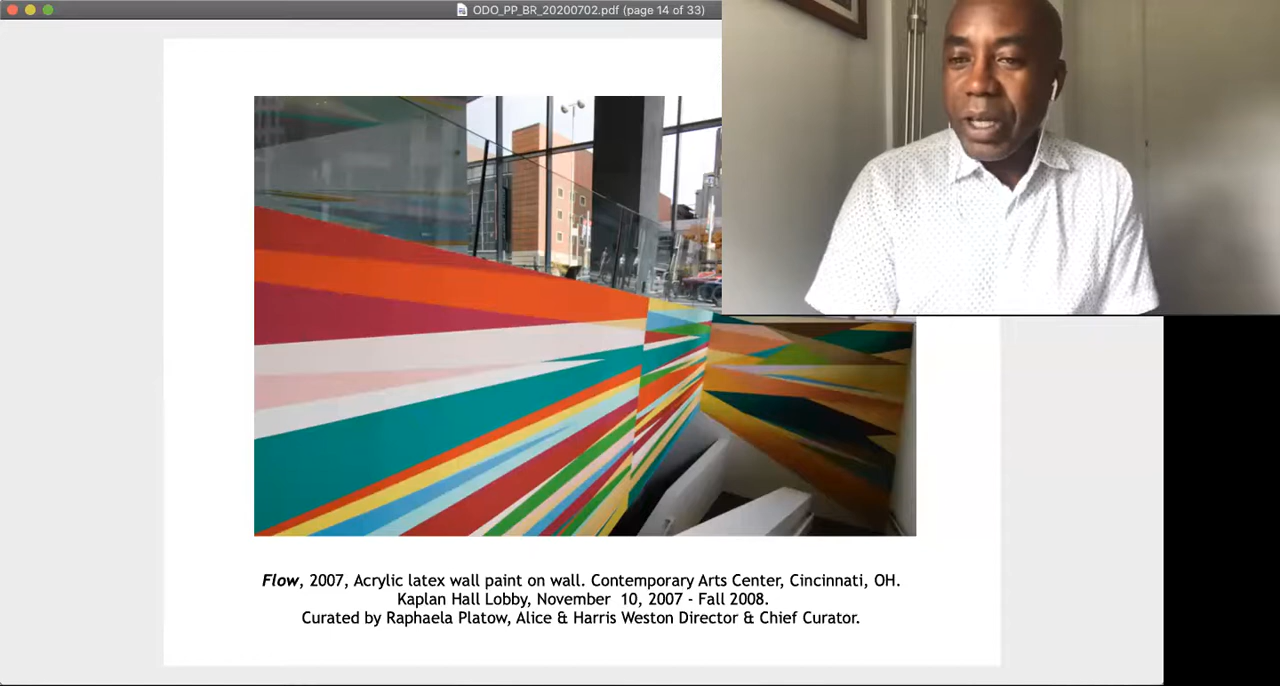 ODO_PP_BR_20200702.pdf (page 14 of 33)
Flow, 2007, Acrylic latex wall paint on wall. Contemporary Arts Center, Cincinnati, OH.
Kaplan Hall Lobby, November 10, 2007 - Fall 2008.
Curated by Raphaela Platow, Alice & Harris Weston Director & Chief Curator.